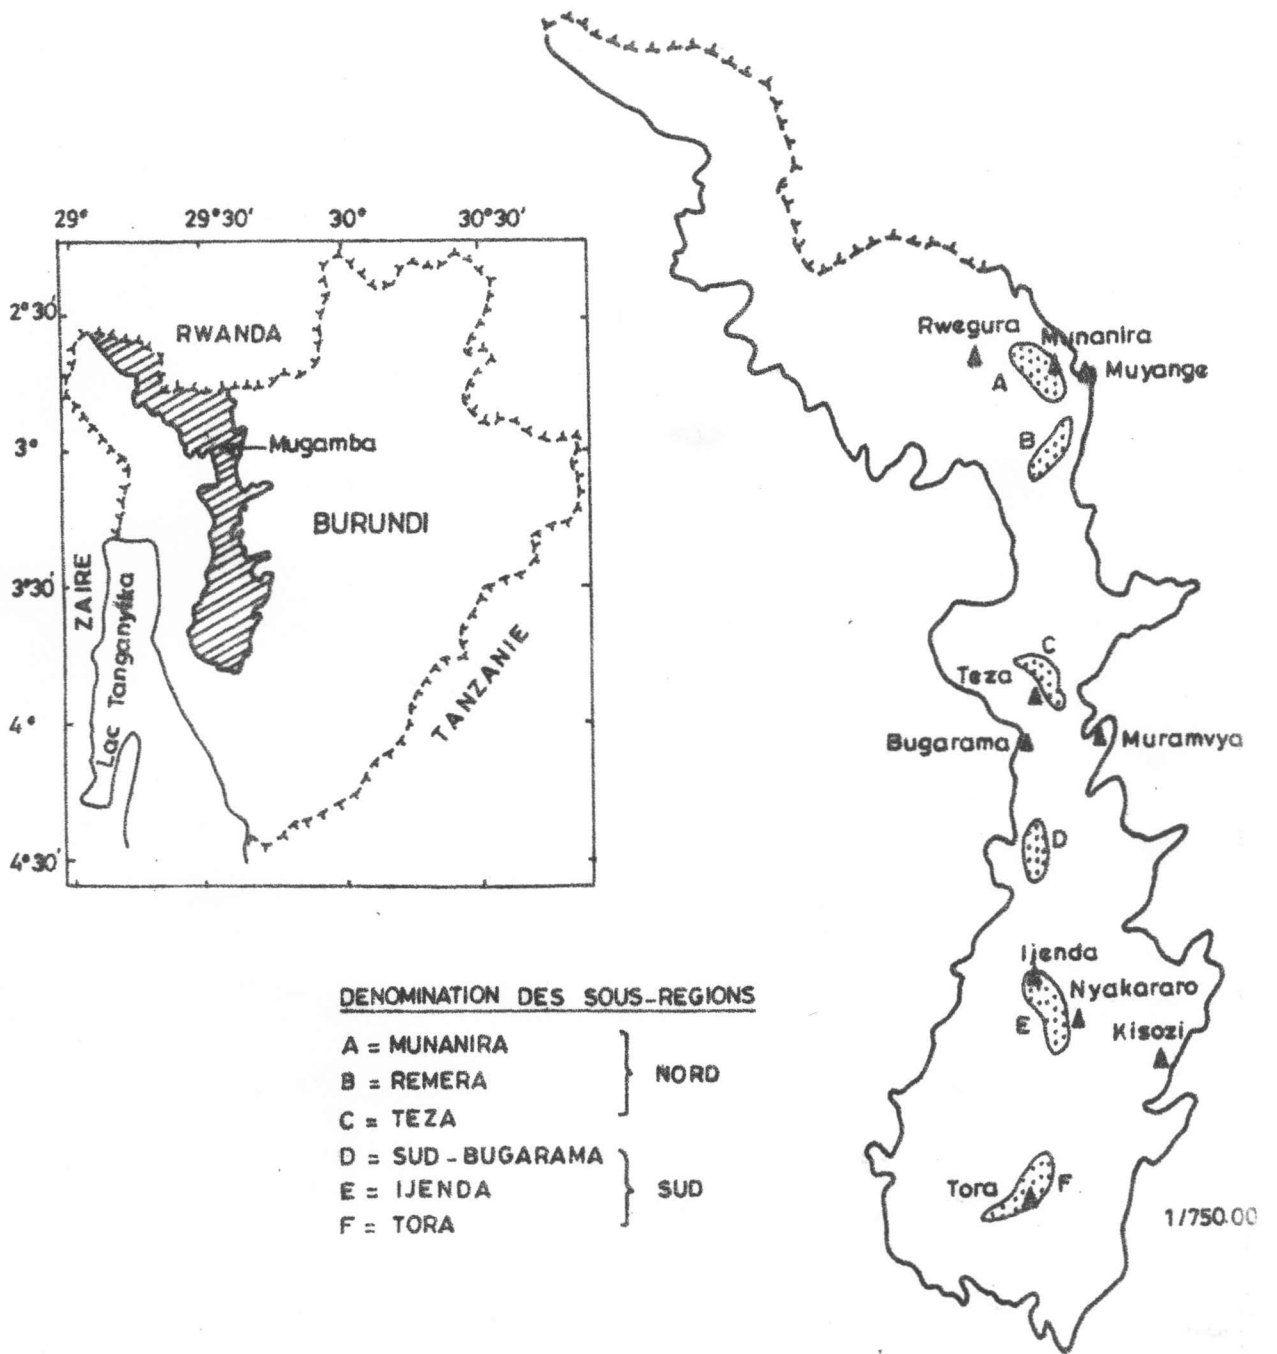 29° 29°30' 30° 30°30'
2°30'
3°
3°30'
4°
4°30'
RWANDA
Mugamba
BURUNDI
ZAIRE
Lac Tanganyika
TANZANIE
Rwegura
Munanira
Muyange
A
B
C
Teza
Bugarama
Muramvya
D
Ijenda
Nyakararo
E
Kisozi
Tora
F
1/750.00
DENOMINATION DES SOUS-REGIONS
A = MUNANIRA
B = REMERA
C = TEZA
NORD
D = SUD-BUGARAMA
E = IJENDA
F = TORA
SUD